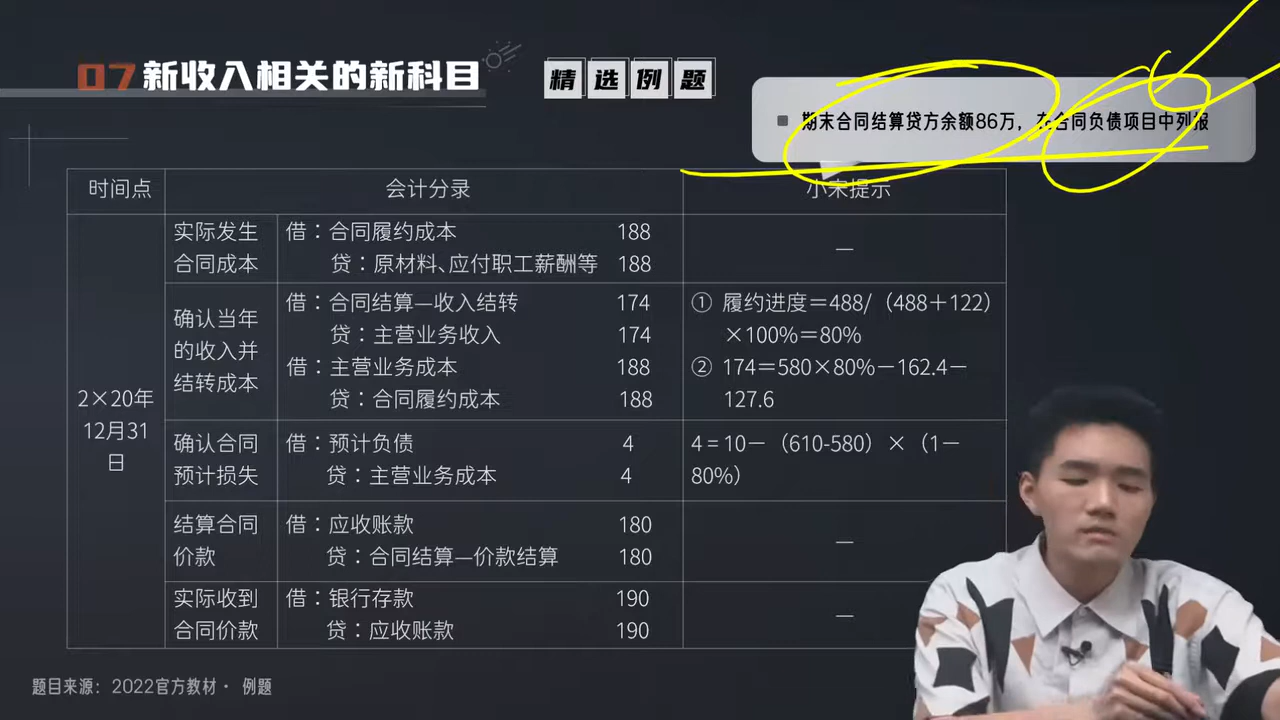 07 新收入相关的新科目
精选例题
期末合同结算贷方余额86万，在合同负债项目中列报
时间点 会计分录 小宋提示
2×20年
12月31
日
实际发生
合同成本
借：合同履约成本 188
贷：原材料、应付职工薪酬等 188
—
确认当年
的收入并
结转成本
借：合同结算—收入结转 174
贷：主营业务收入 174
借：主营业务成本 188
贷：合同履约成本 188
① 履约进度＝488/（488＋122）
×100%＝80%
② 174＝580×80%－162.4－
127.6
确认合同
预计损失
借：预计负债 4
贷：主营业务成本 4
4＝10－（610-580）×（1－
80%）
结算合同
价款
借：应收账款 180
贷：合同结算—价款结算 180
—
实际收到
合同价款
借：银行存款 190
贷：应收账款 190
—
题目来源：2022官方教材· 例题